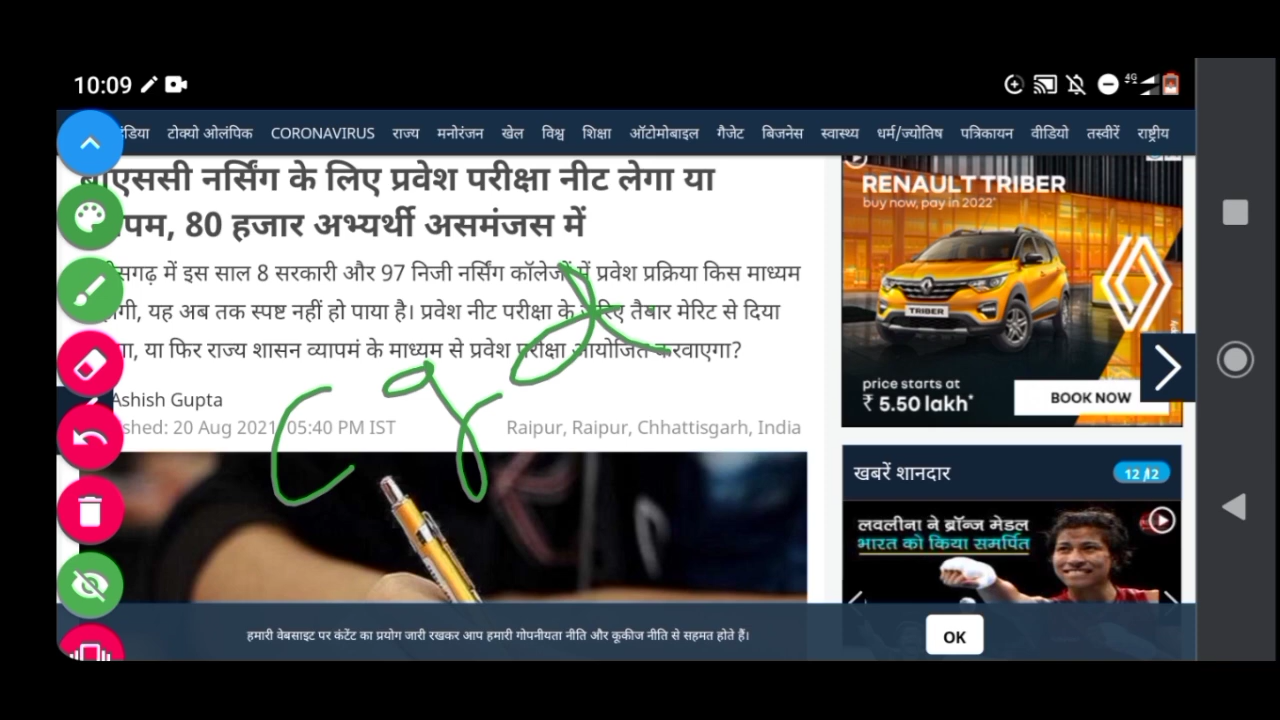 10:09
4G
इंडिया टोक्यो ओलंपिक CORONAVIRUS राज्य मनोरंजन खेल विश्व शिक्षा ऑटोमोबाइल गैजेट बिजनेस स्वास्थ्य धर्म/ज्योतिष पत्रिकायन वीडियो तस्वीरें राष्ट्रीय
बीएससी नर्सिंग के लिए प्रवेश परीक्षा नीट लेगा या
80 हजार अभ्यर्थी असमंजस में
में इस साल 8 सरकारी और 97 निजी नर्सिंग कॉलेजों में प्रवेश प्रक्रिया किस माध्यम
यह अब तक स्पष्ट नहीं हो पाया है। प्रवेश नीट परीक्षा के जरिए तैयार मेरिट से दिया
या फिर राज्य शासन व्यापमं के माध्यम से प्रवेश परीक्षा आयोजित करवाएगा?
Ashish Gupta
20 Aug 2021, 05:40 PM IST
Raipur, Raipur, Chhattisgarh, India
RENAULT TRIBER
buy now, pay in 2022*
TRIBER
price starts at
₹ 5.50 lakh*
BOOK NOW
खबरें शानदार
12 /12
लवलीना ने ब्रॉन्ज मेडल
भारत को किया समर्पित
हमारी वेबसाइट पर कंटेंट का प्रयोग जारी रखकर आप हमारी गोपनीयता नीति और कूकीज नीति से सहमत होते हैं।
OK